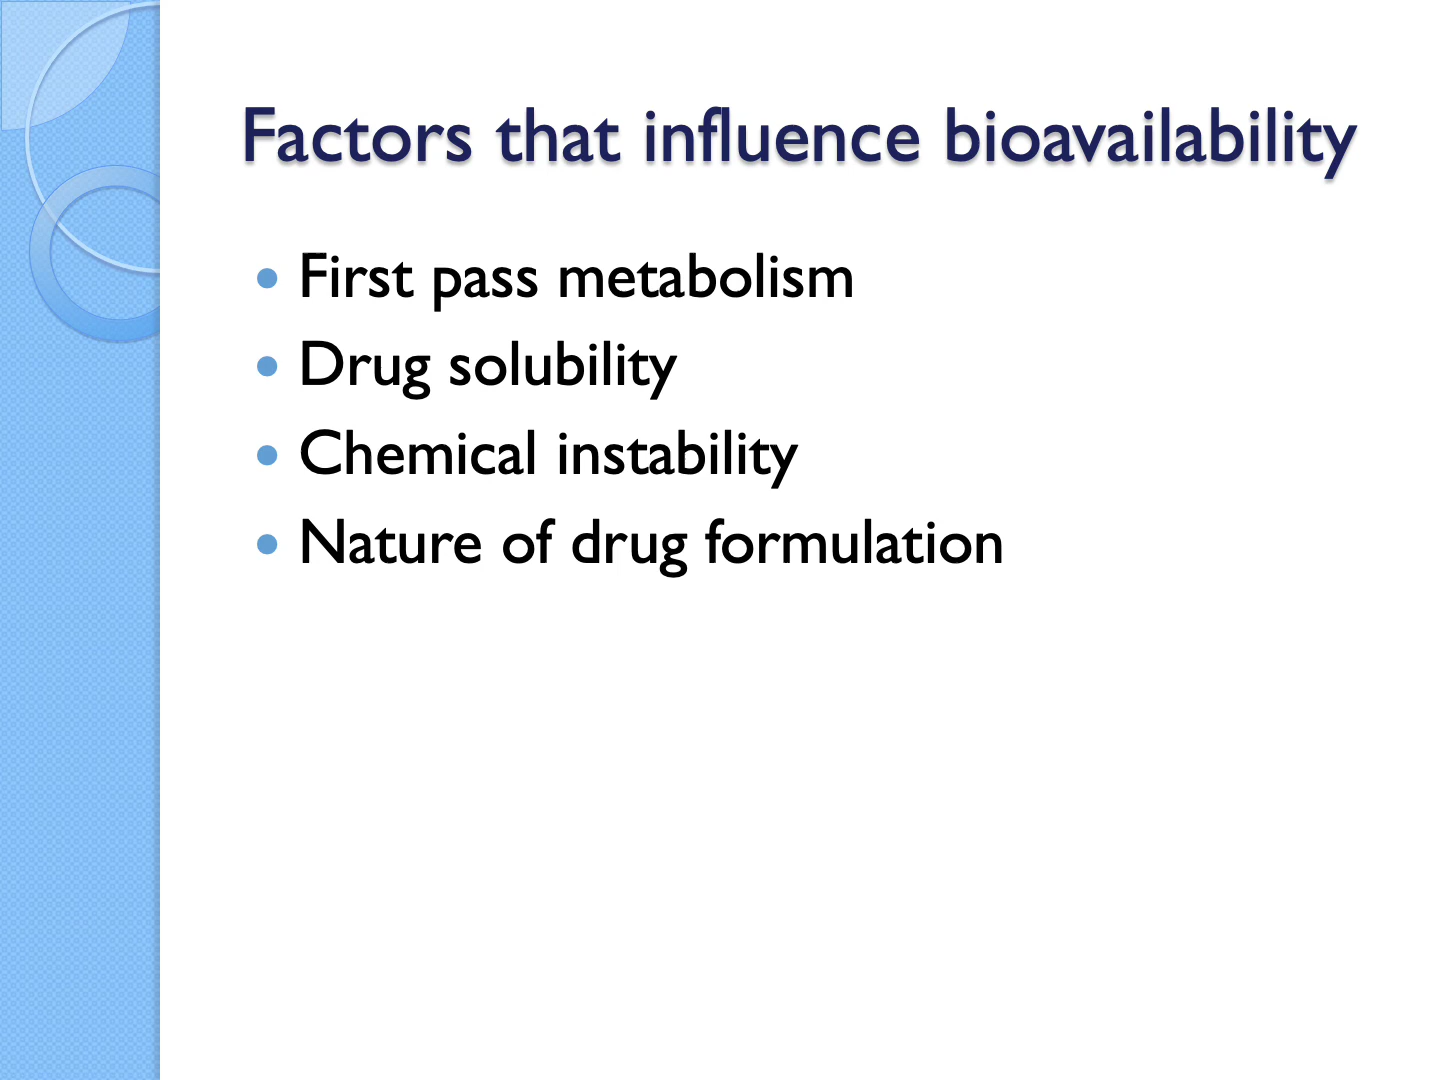 Factors that influence bioavailability
• First pass metabolism
• Drug solubility
• Chemical instability
• Nature of drug formulation